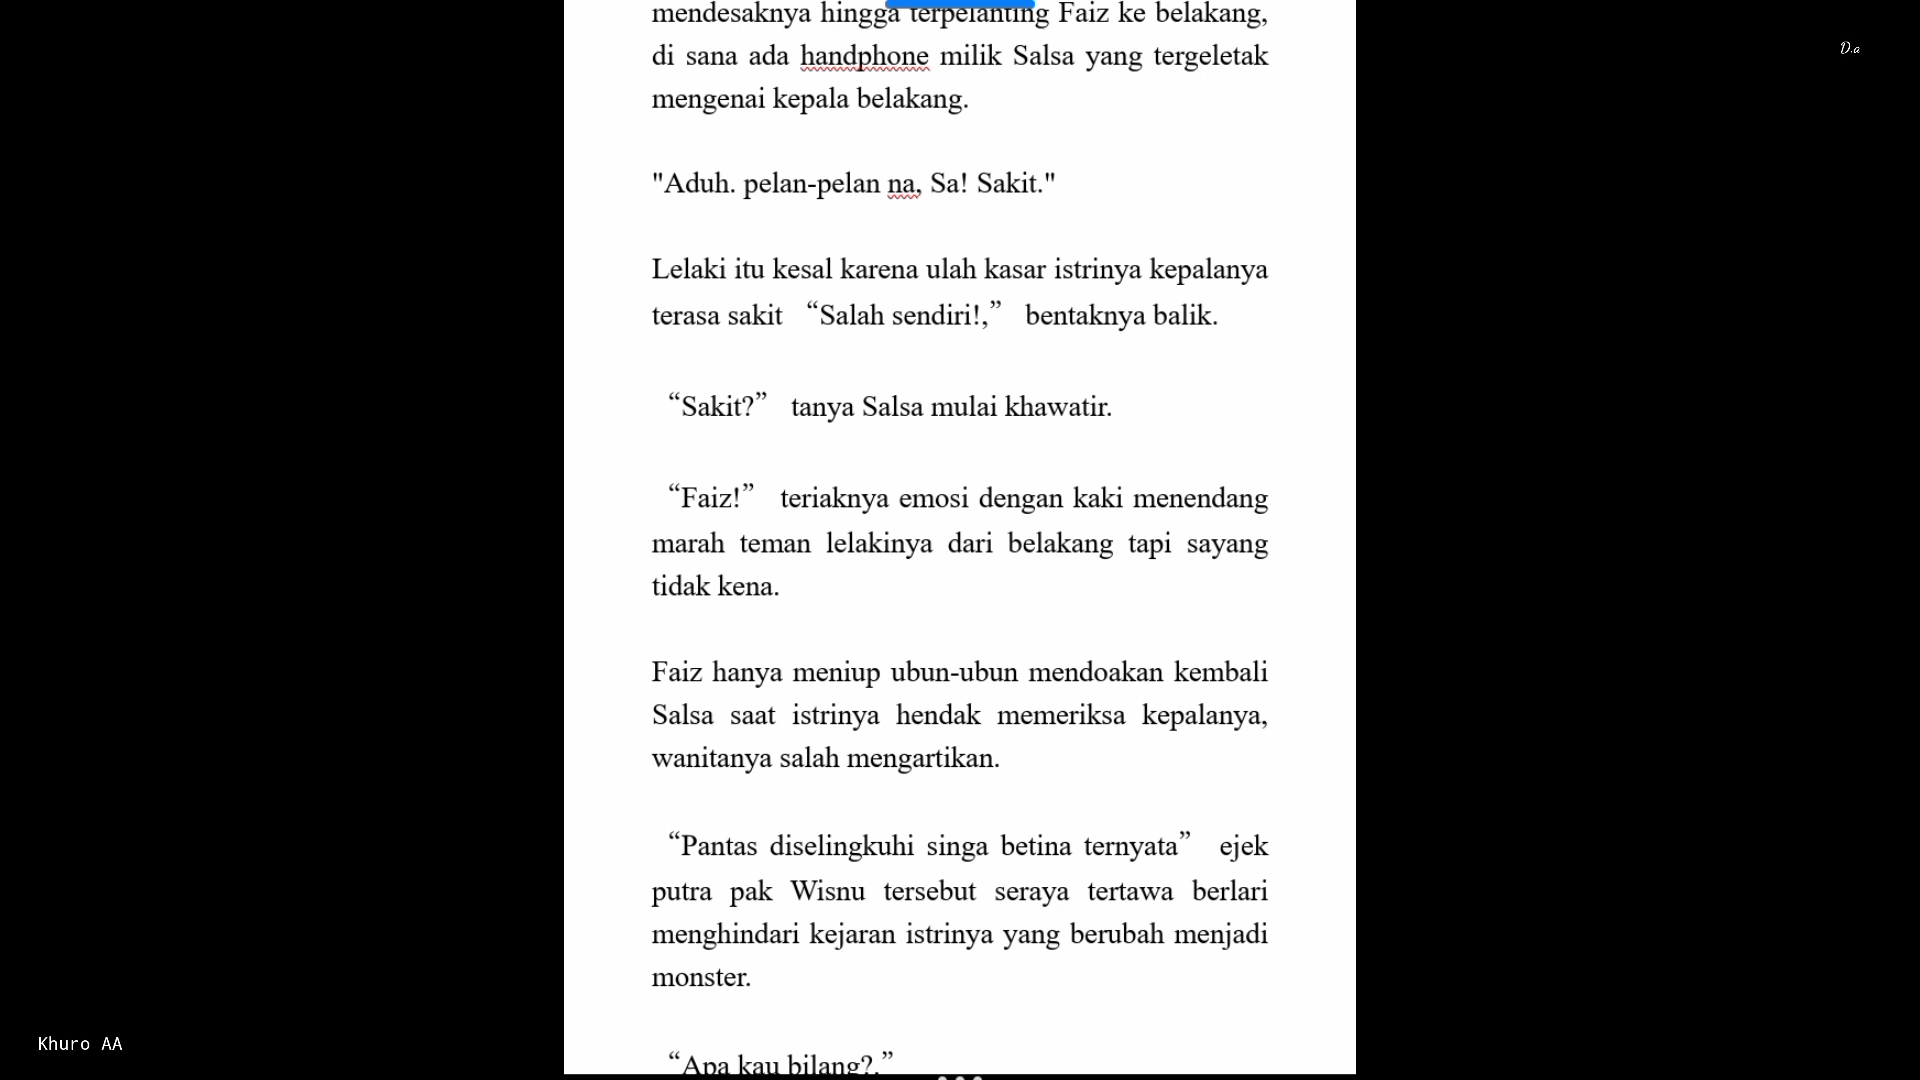 mendesaknya hingga terpelanting Faiz ke belakang,
di sana ada handphone milik Salsa yang tergeletak
mengenai kepala belakang.
"Aduh. pelan-pelan na, Sa! Sakit."
Lelaki itu kesal karena ulah kasar istrinya kepalanya
terasa sakit “Salah sendiri!,” bentaknya balik.
“Sakit?” tanya Salsa mulai khawatir.
“Faiz!” teriaknya emosi dengan kaki menendang
marah teman lelakinya dari belakang tapi sayang
tidak kena.
Faiz hanya meniup ubun-ubun mendoakan kembali
Salsa saat istrinya hendak memeriksa kepalanya,
wanitanya salah mengartikan.
“Pantas diselingkuhi singa betina ternyata” ejek
putra pak Wisnu tersebut seraya tertawa berlari
menghindari kejaran istrinya yang berubah menjadi
monster.
“Apa kau bilang?.”
D.a
Khuro AA